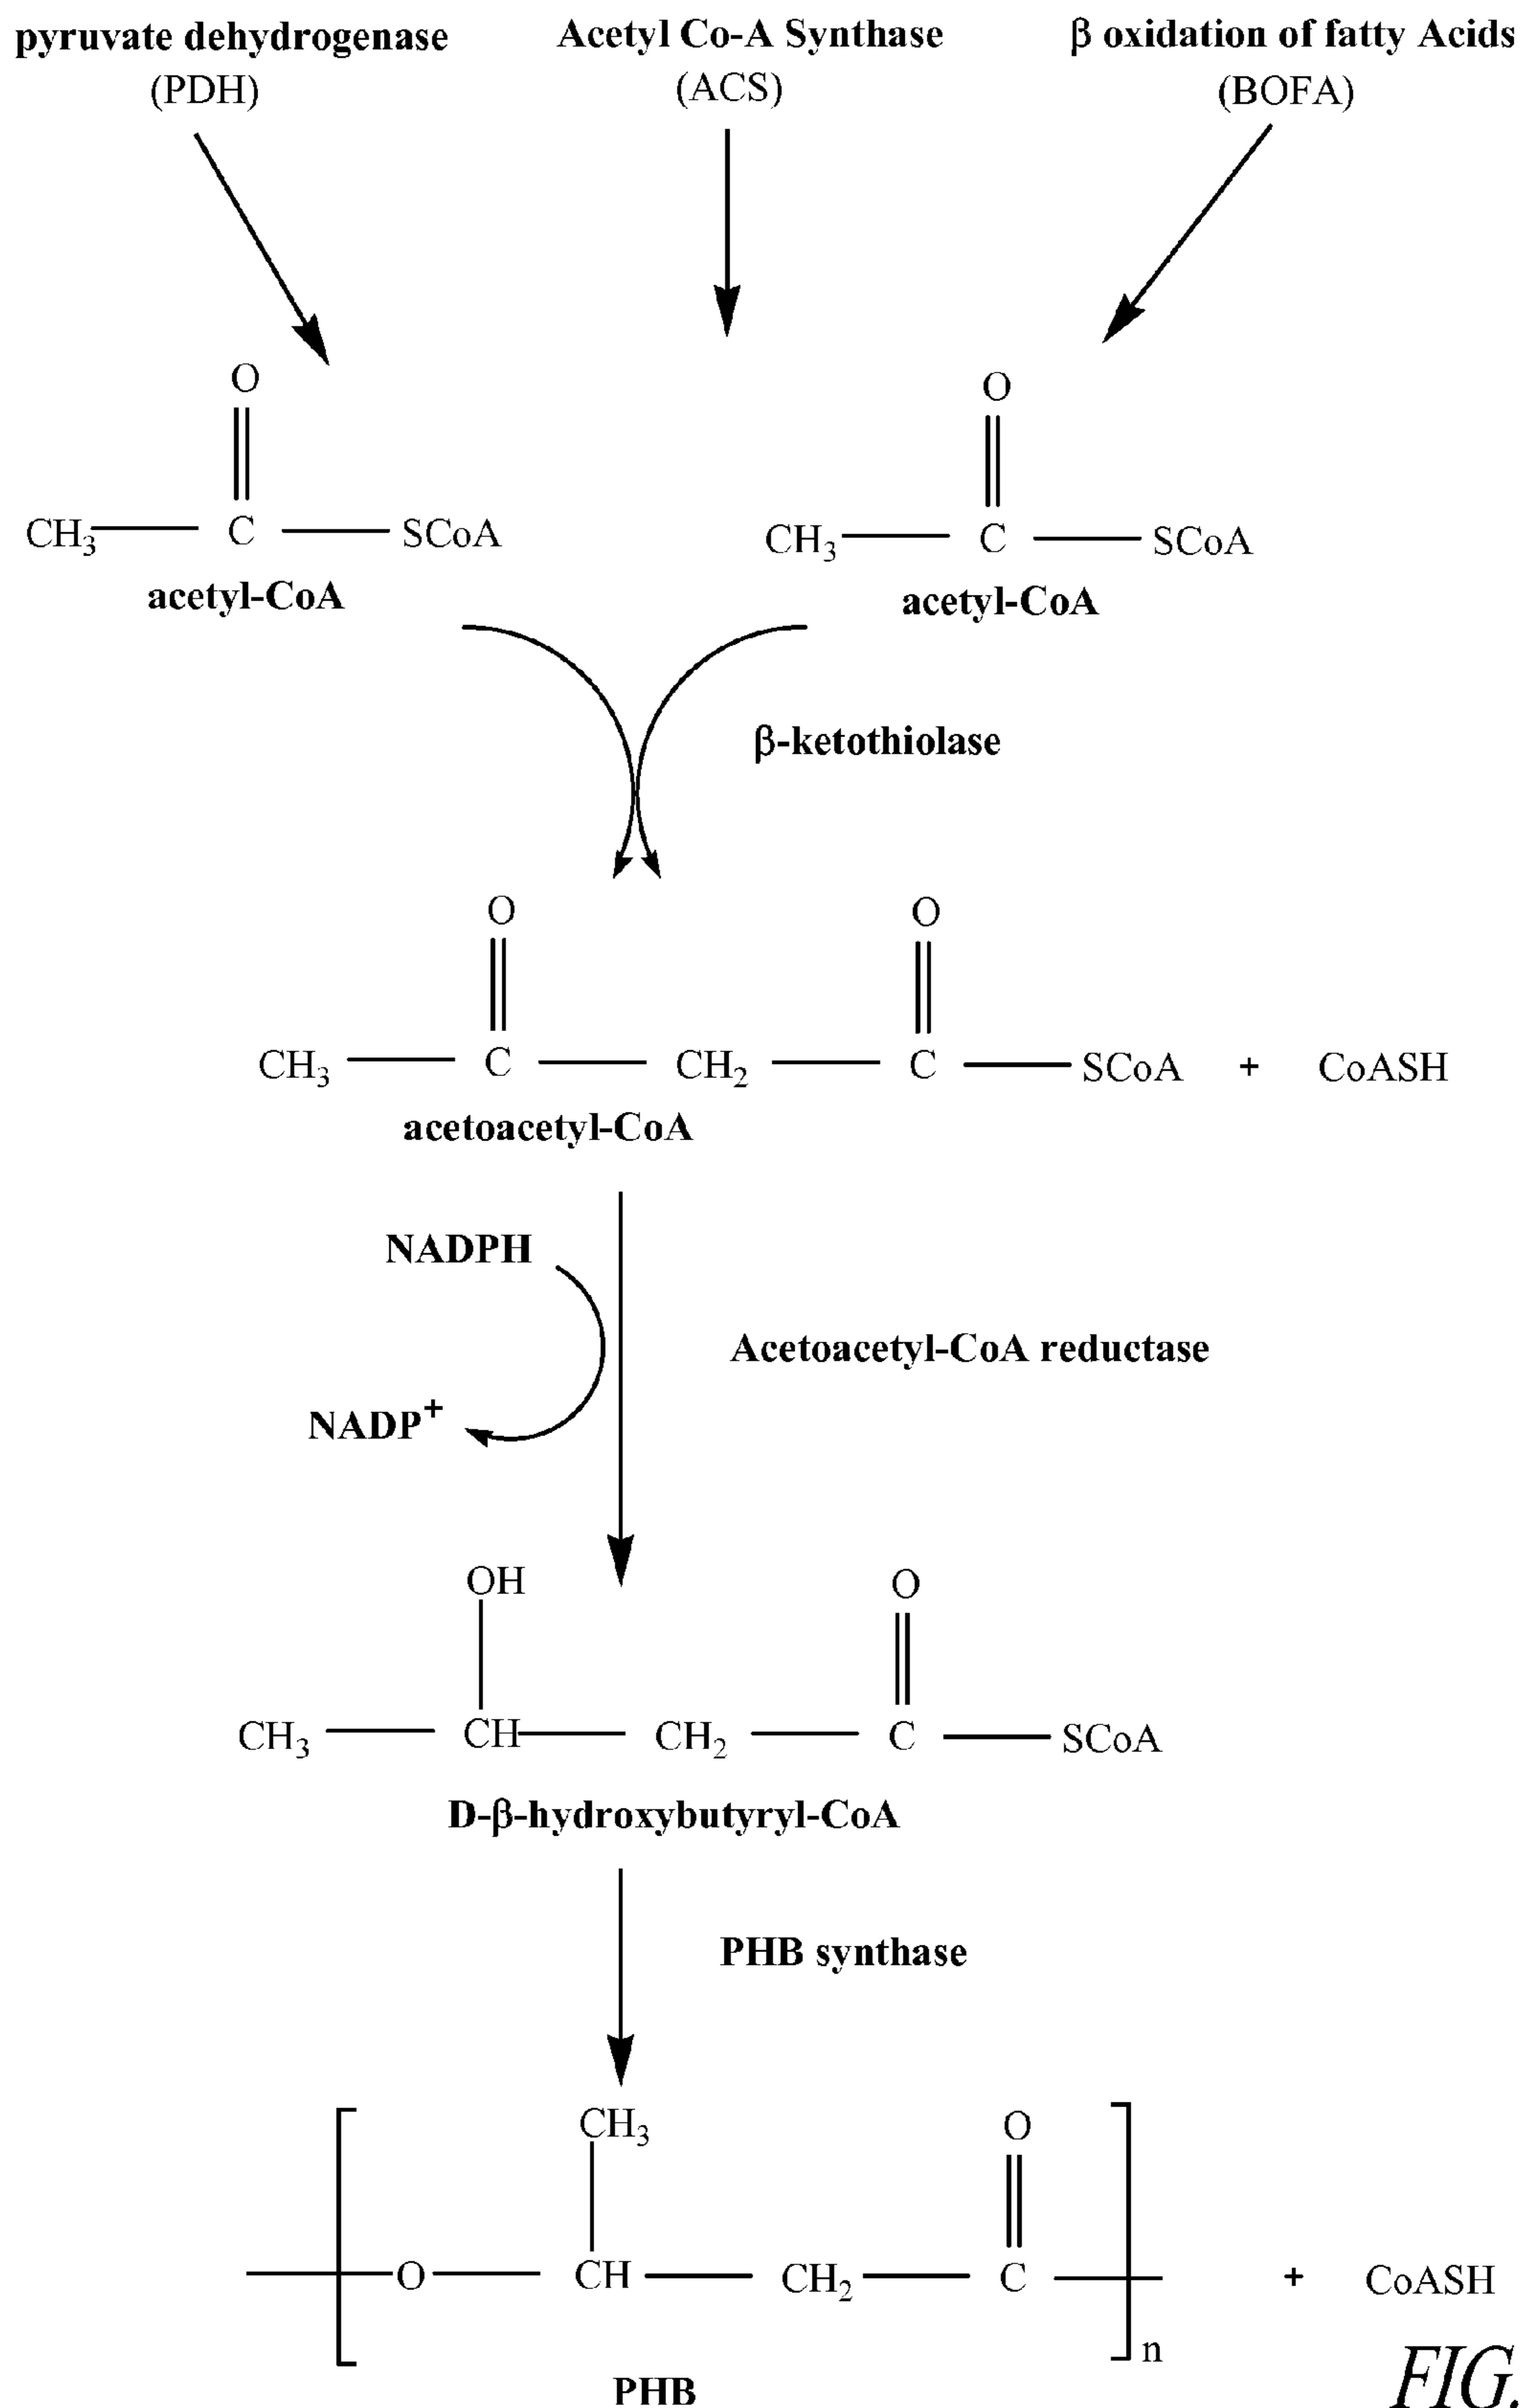 pyruvate dehydrogenase Acetyl Co-A Synthase β oxidation of fatty Acids
(PDH) (ACS) (BOFA)
O O
CH₃ C SCoA CH₃ C SCoA
acetyl-CoA acetyl-CoA
β-ketothiolase
O O
CH₃ C CH₂ C SCoA + CoASH
acetoacetyl-CoA
NADPH
Acetoacetyl-CoA reductase
NADP⁺
OH O
CH₃ CH CH₂ C SCoA
D-β-hydroxybutyryl-CoA
PHB synthase
CH₃ O
O CH CH₂ C + CoASH
n
PHB
FIG.